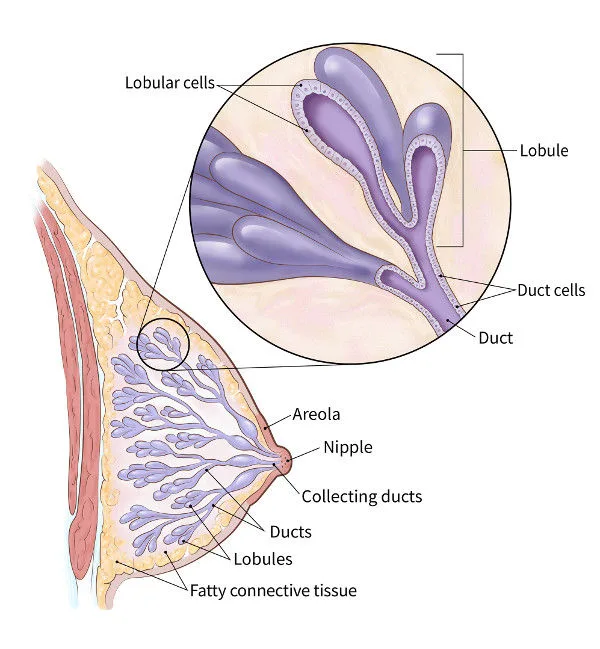 Lobular cells
Lobule
Duct cells
Duct
Areola
Nipple
Collecting ducts
Ducts
Lobules
Fatty connective tissue